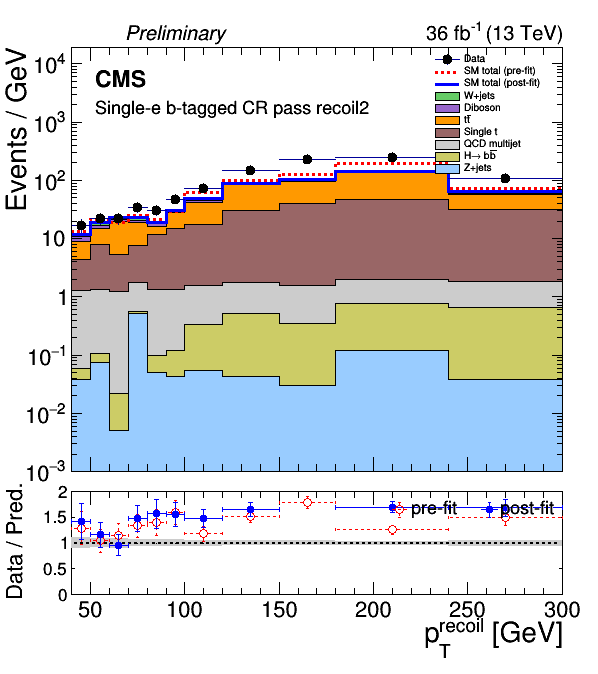 Preliminary
36 fb⁻¹ (13 TeV)
CMS
Single-e b-tagged CR pass recoil2
Data
SM total (pre-fit)
SM total (post-fit)
W+jets
Diboson
tt̅
Single t
QCD multijet
H→ bb̅
Z+jets
Events / GeV
10⁴
10³
10²
10
1
10⁻¹
10⁻²
10⁻³
Data / Pred.
2
1.5
1
0.5
0
pre-fit
post-fit
50 100 150 200 250 300
p_T^recoil [GeV]